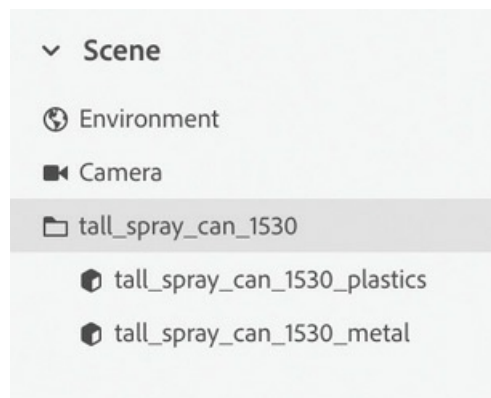 Scene
Environment
Camera
tall_spray_can_1530
tall_spray_can_1530_plastics
tall_spray_can_1530_metal